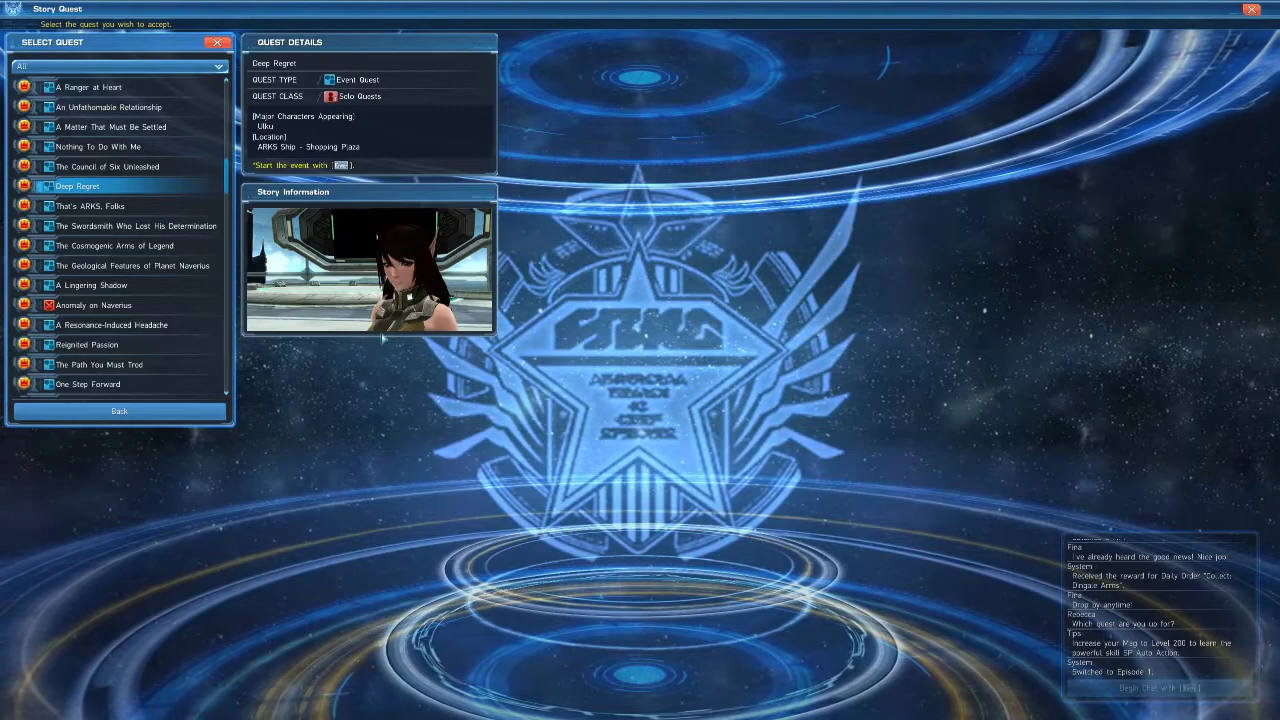 Story Quest
Select the quest you wish to accept.
SELECT QUEST
All
A Ranger at Heart
An Unfathomable Relationship
A Matter That Must Be Settled
Nothing To Do With Me
The Council of Six Unleashed
Deep Regret
That's ARKS, Folks
The Swordsmith Who Lost His Determination
The Cosmogenic Arms of Legend
The Geological Features of Planet Naverius
A Lingering Shadow
Anomaly on Naverius
A Resonance-Induced Headache
Reignited Passion
The Path You Must Trod
One Step Forward
Back
QUEST DETAILS
Deep Regret
QUEST TYPE / Event Quest
QUEST CLASS / Solo Quests
[Major Characters Appearing]
Ulku
[Location]
ARKS Ship - Shopping Plaza
*Start the event with [Enter].
Story Information
Fina
I've already heard the good news! Nice job!
System
Received the reward for Daily Order "Collect:
Dingale Arms".
Fina
Drop by anytime!
Rebecca
Which quest are you up for?
Tips
Increase your Mag to Level 200 to learn the
powerful skill SP Auto Action.
System
Switched to Episode 1.
Begin Chat with [Enter]